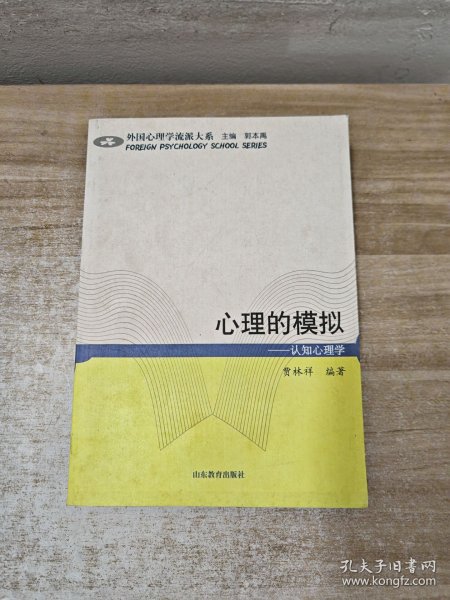 外国心理学流派大系 主编 郭本禹
FOREIGN PSYCHOLOGY SCHOOL SERIES
心理的模拟
——认知心理学
贾林祥 编著
山东教育出版社
孔夫子旧书网
www.kongfz.com